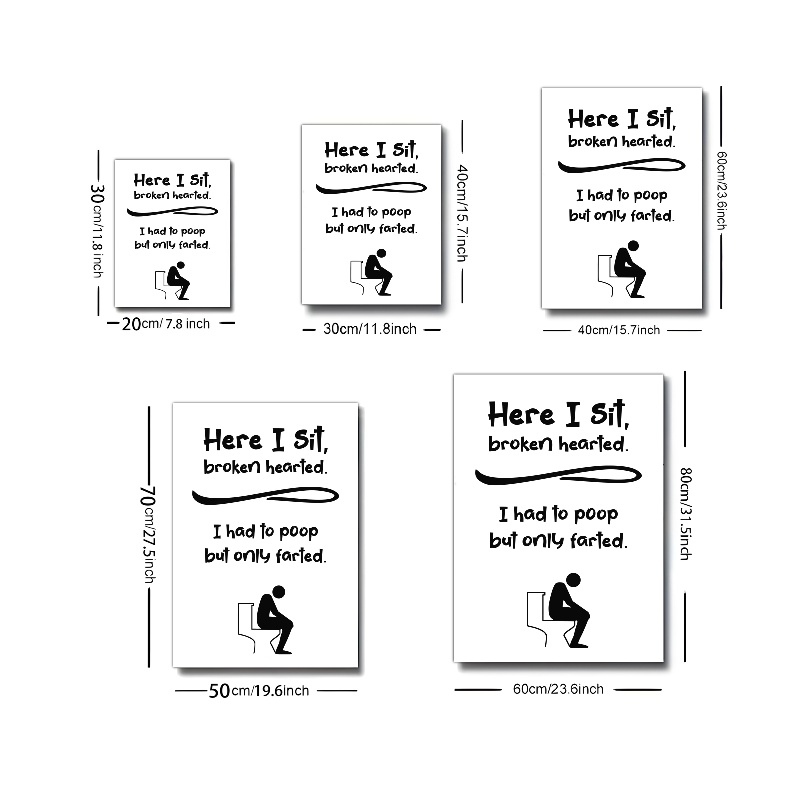 Here I Sit,
broken hearted.
I had to poop
but only farted.
30cm/11.8inch
20cm/7.8 inch
Here I Sit,
broken hearted.
I had to poop
but only farted.
40cm/15.7inch
30cm/11.8inch
Here I Sit,
broken hearted.
I had to poop
but only farted.
60cm/23.6inch
40cm/15.7inch
Here I Sit,
broken hearted.
I had to poop
but only farted.
70cm/27.5inch
50cm/19.6inch
Here I Sit,
broken hearted.
I had to poop
but only farted.
80cm/31.5inch
60cm/23.6inch